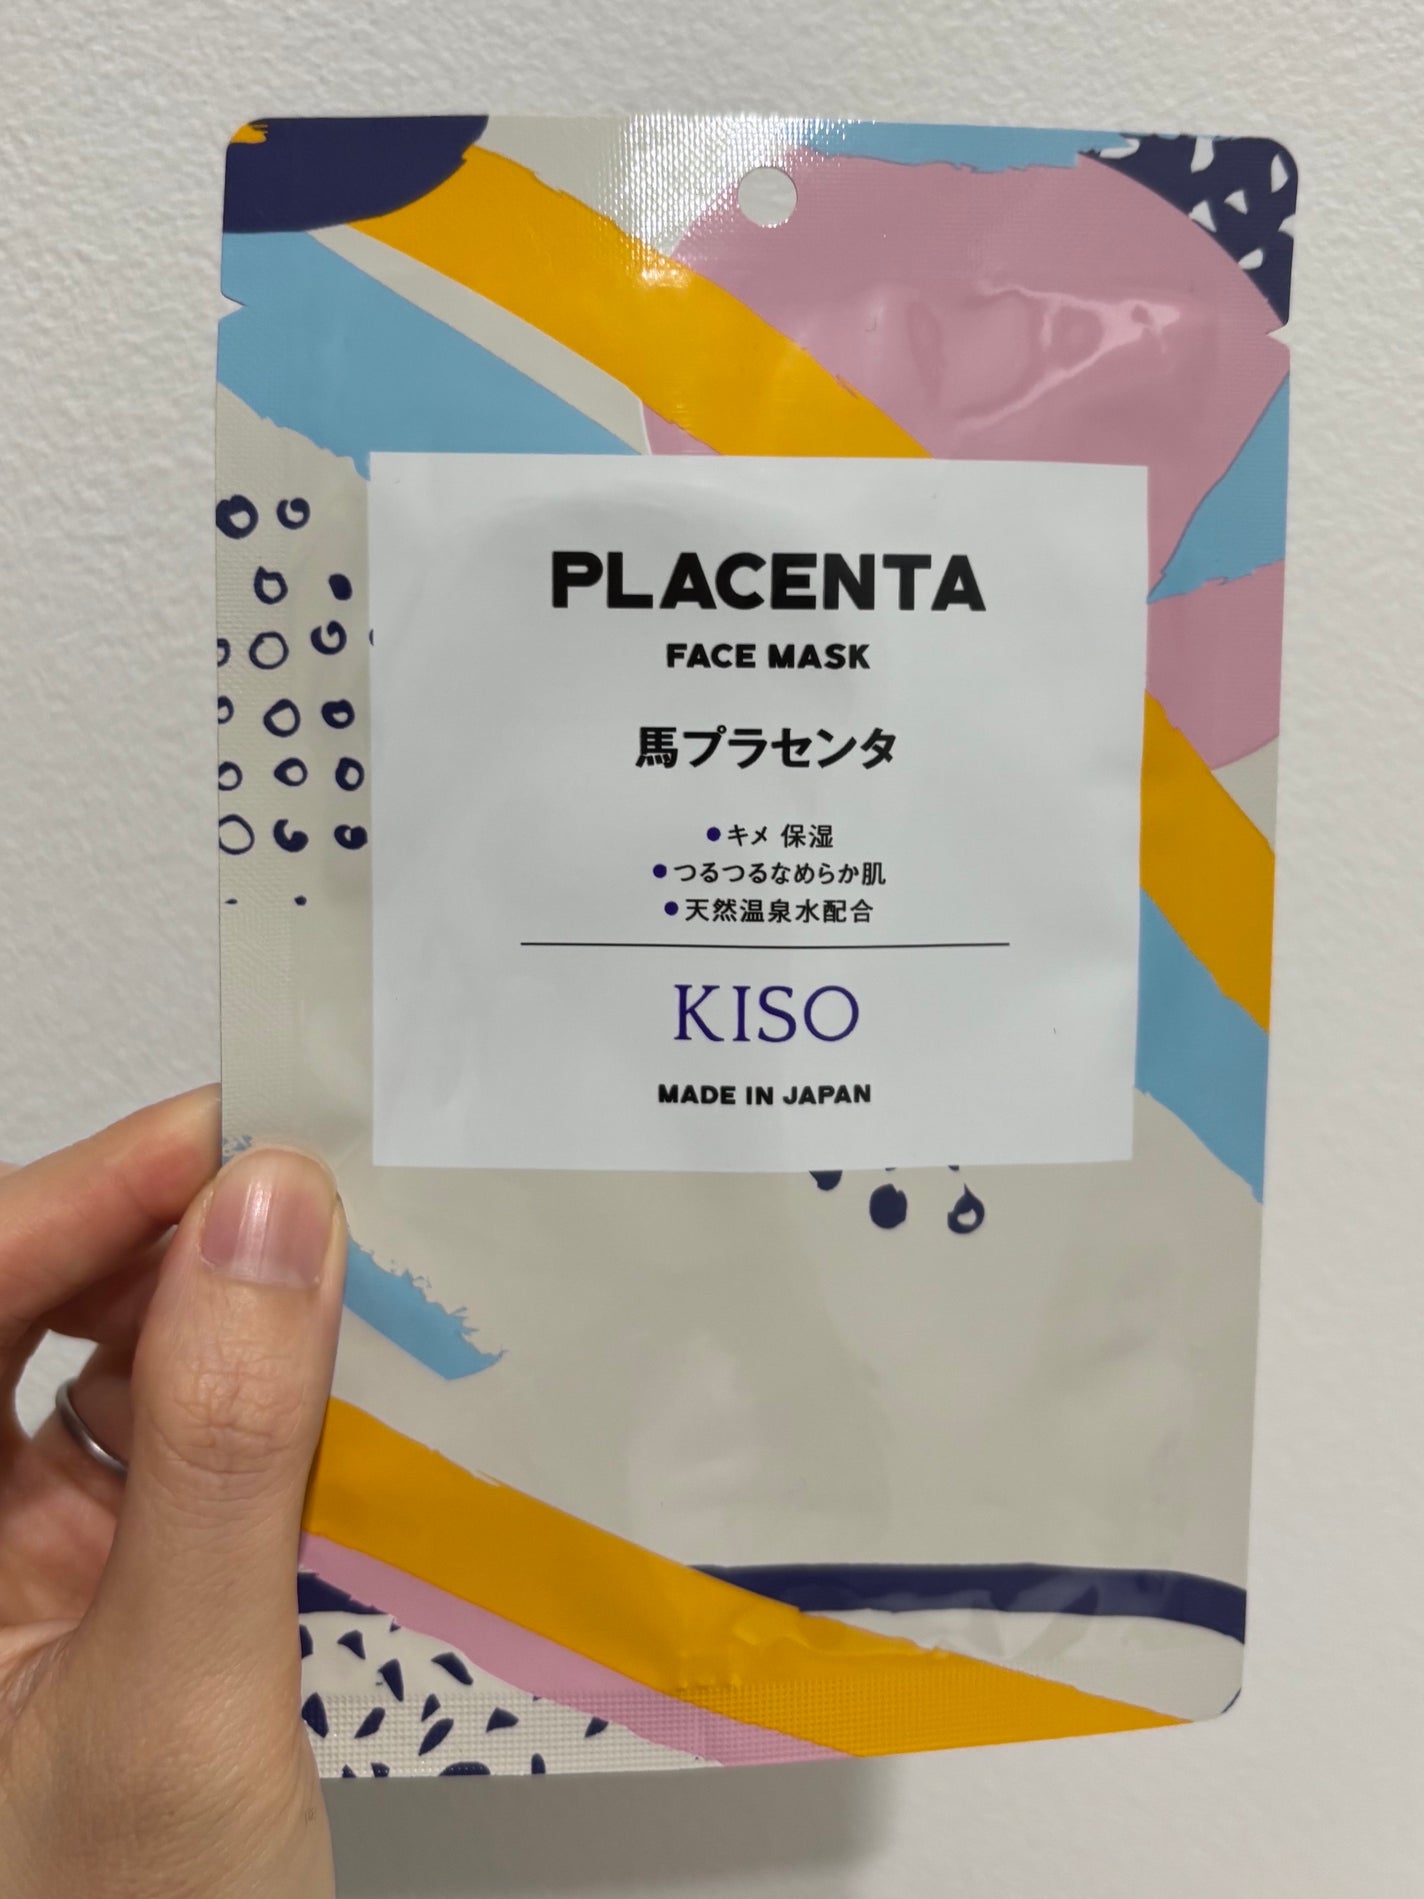 PLACENTA
FACE MASK
馬プラセンタ
●キメ 保湿
●つるつるなめらか肌
●天然温泉水配合
KISO
MADE IN JAPAN